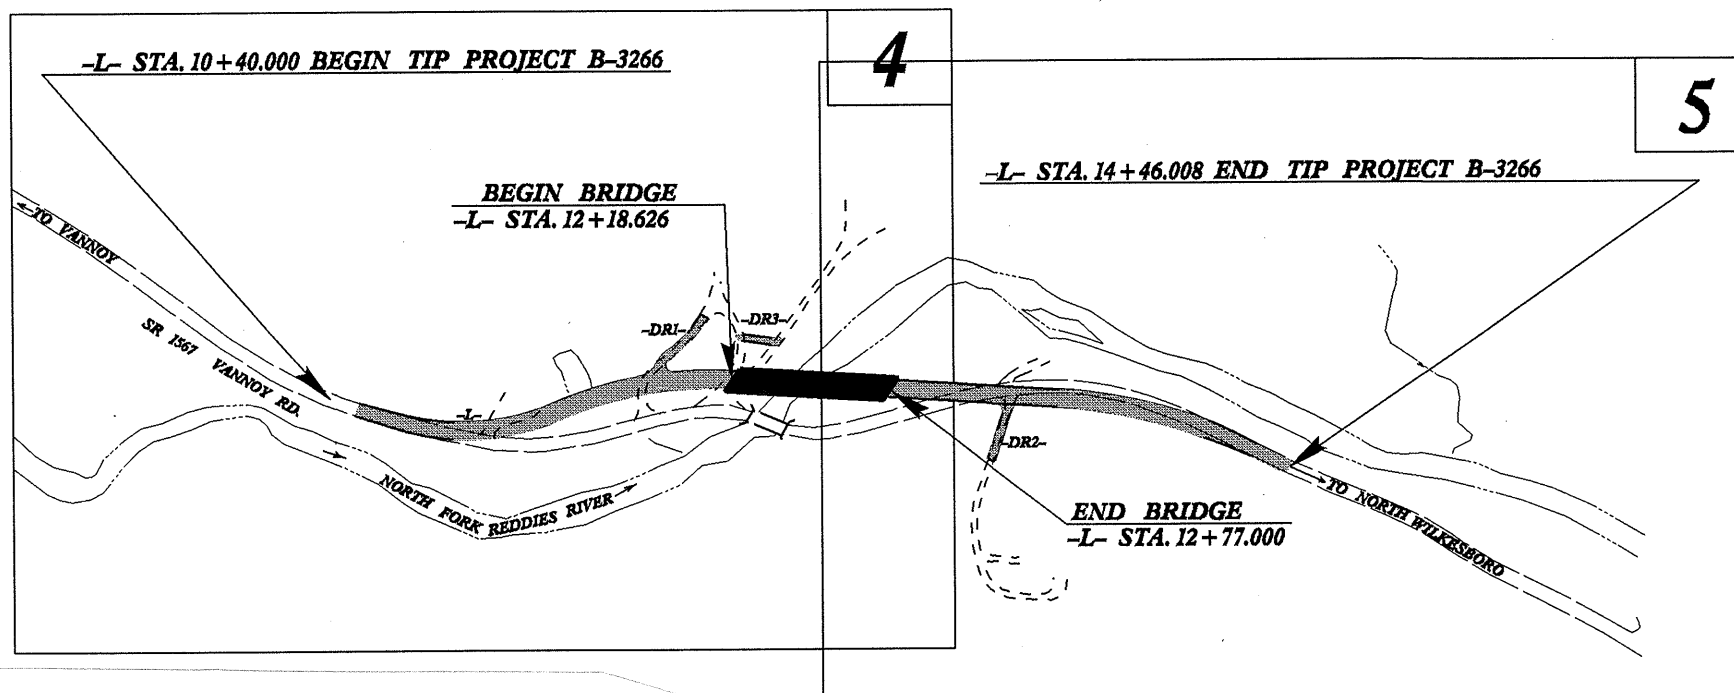 4
5
-L- STA. 10+40.000 BEGIN TIP PROJECT B-3266
-L- STA. 14+46.008 END TIP PROJECT B-3266
BEGIN BRIDGE
-L- STA. 12+18.626
TO VANNOY
SR 1567 VANNOY RD.
-DR1-
-DR3-
-L-
-DR2-
NORTH FORK REDDIES RIVER
END BRIDGE
-L- STA. 12+77.000
TO NORTH WILKESBORO